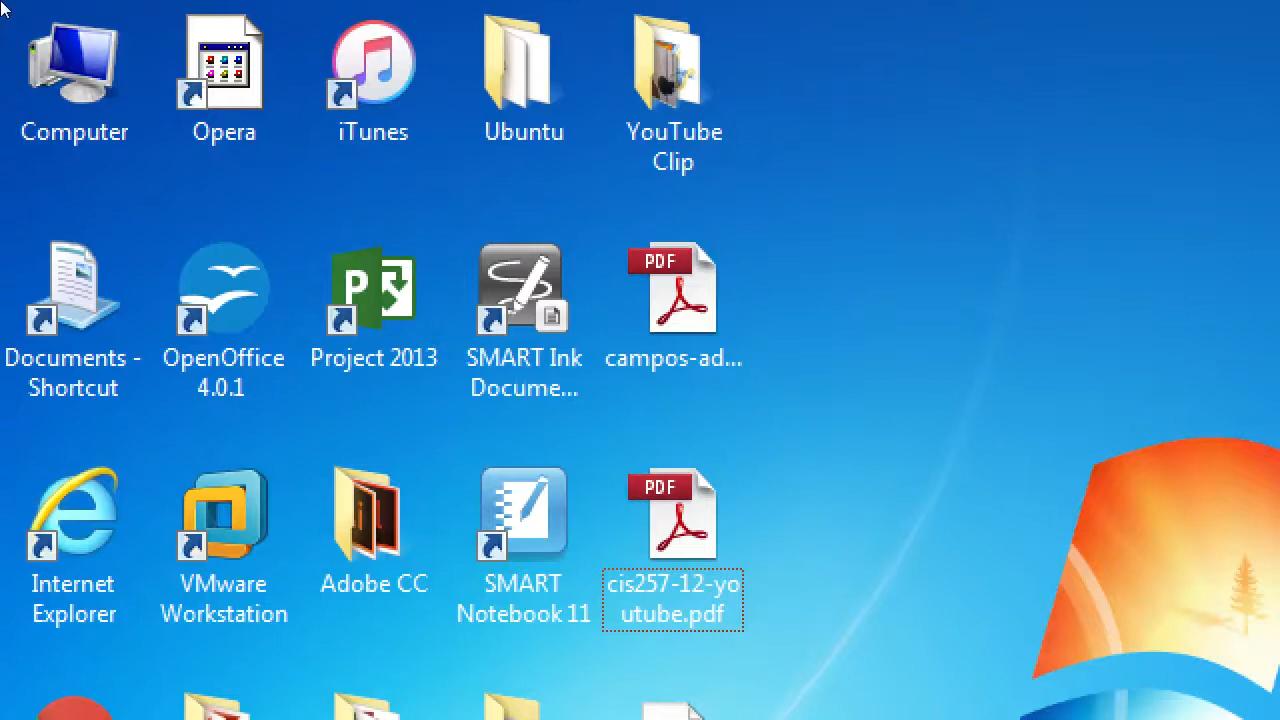 Computer
Opera
iTunes
Ubuntu
YouTube
Clip
Documents -
Shortcut
OpenOffice
4.0.1
P
Project 2013
SMART Ink
Docume...
PDF
campos-ad...
Internet
Explorer
VMware
Workstation
Adobe CC
SMART
Notebook 11
PDF
cis257-12-yo
utube.pdf